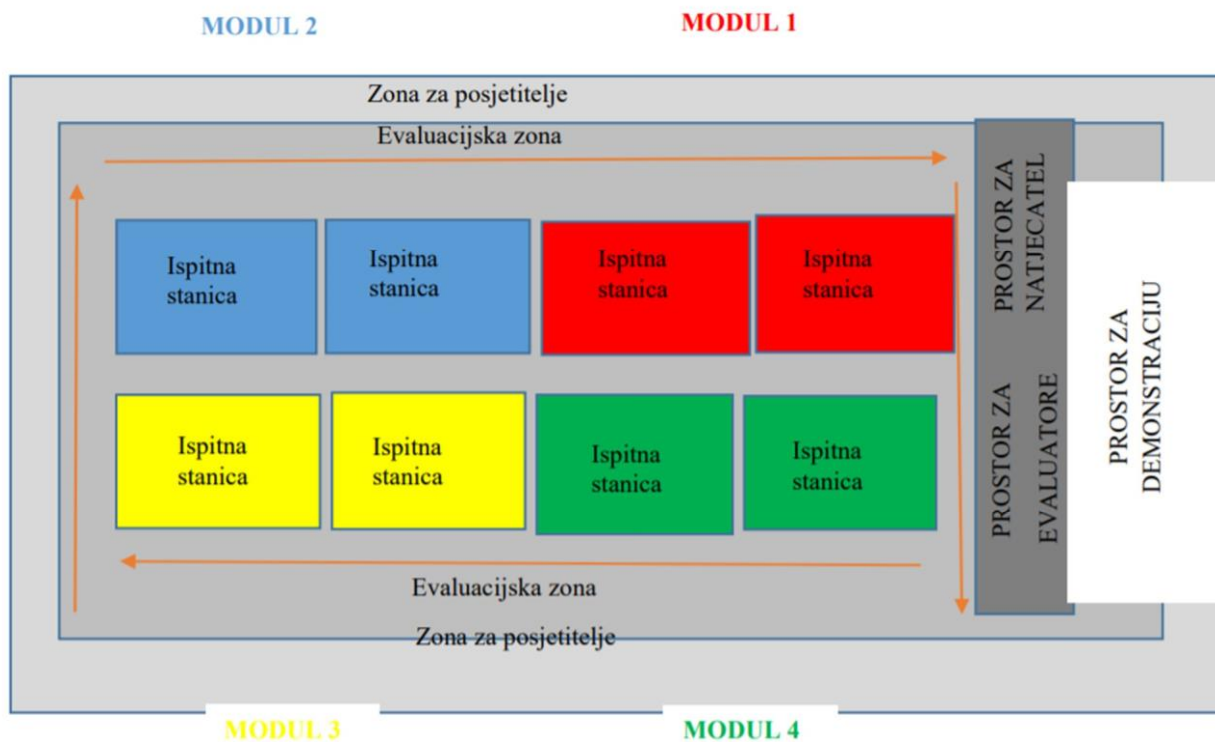 MODUL 2
MODUL 1
Zona za posjetitelje
Evaluacijska zona
Ispitna
stanica
Ispitna
stanica
Ispitna
stanica
Ispitna
stanica
PROSTOR ZA
NATJECATEL
PROSTOR ZA
DEMONSTRACIJU
Ispitna
stanica
Ispitna
stanica
Ispitna
stanica
Ispitna
stanica
PROSTOR ZA
EVALUATORE
Evaluacijska zona
Zona za posjetitelje
MODUL 3
MODUL 4